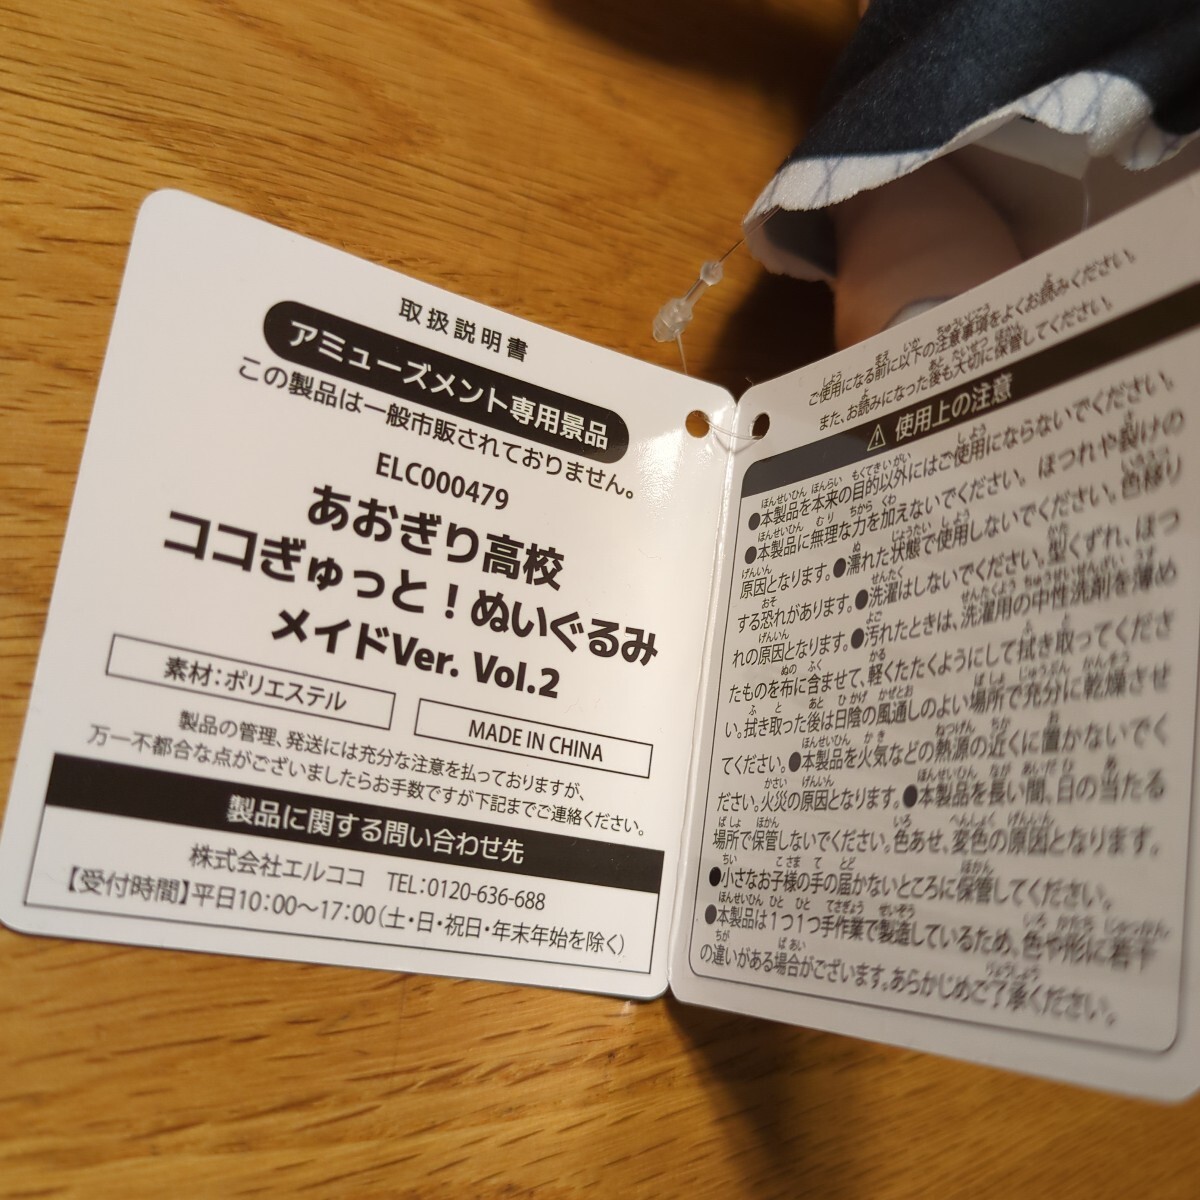 取扱説明書
アミューズメント専用景品
この製品は一般市販されておりません。
ELC000479
あおぎり高校
ココぎゅっと！ぬいぐるみ
メイドVer. Vol.2
素材：ポリエステル
MADE IN CHINA
製品の管理、発送には充分な注意を払っておりますが、
万一不都合な点がございましたらお手数ですが下記までご連絡ください。
製品に関する問い合わせ先
株式会社エルココ TEL：0120-636-688
【受付時間】平日10：00〜17：00（土・日・祝日・年末年始を除く）
ご使用になる前に以下の注意事項をよくお読みください。
また、お読みになった後も大切に保管してください。
⚠ 使用上の注意
●本製品を本来の目的以外にはご使用にならないでください。
●本製品に無理な力を加えないでください。ほつれや裂けの
原因となります。●濡れた状態で使用しないでください。色移り
する恐れがあります。●洗濯はしないでください。型くずれ、ほつ
れの原因となります。●汚れたときは、洗濯用の中性洗剤を薄め
たものを布に含ませて、軽くたたくようにして拭き取ってくださ
い。拭き取った後は日陰の風通しのよい場所で充分に乾燥させ
てください。●本製品を火気などの熱源の近くに置かないでく
ださい。火災の原因となります。●本製品を長い間、日の当たる
場所で保管しないでください。色あせ、変色の原因となります。
●小さなお子様の手の届かないところに保管してください。
●本製品は1つ1つ手作業で製造しているため、色や形に若干
の違いがある場合がございます。あらかじめご了承ください。